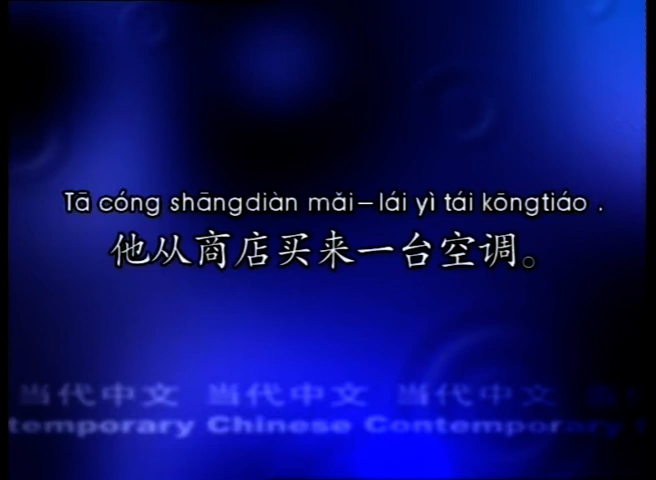 Tā cóng shāngdiàn mǎi–lái yì tái kōngtiáo .
他从商店买来一台空调。
当代中文 当代中文 当代中文 当
temporary Chinese Contemporary